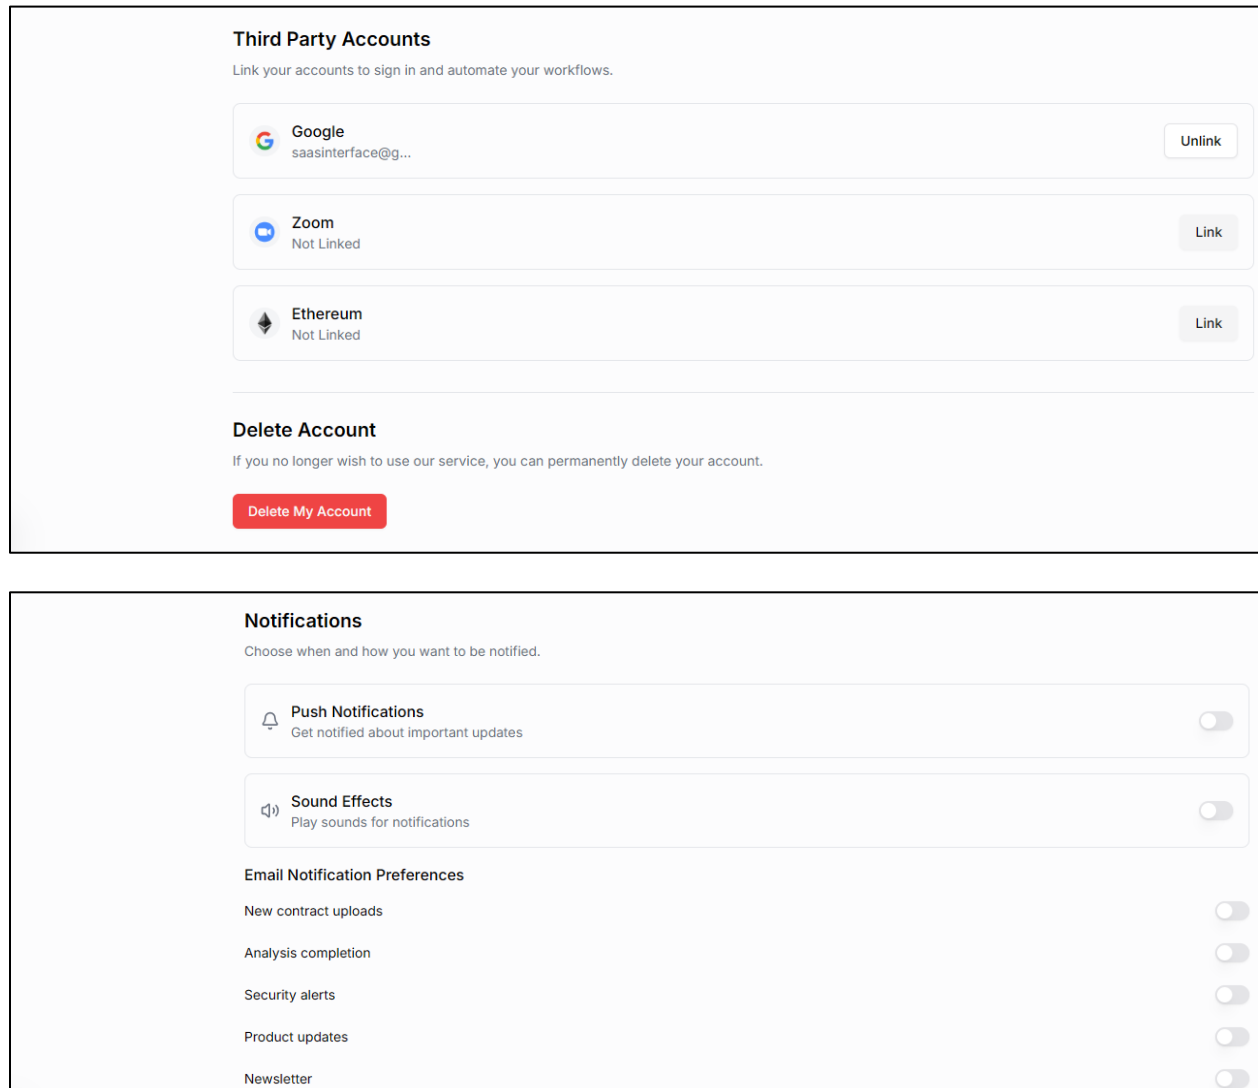 Third Party Accounts
Link your accounts to sign in and automate your workflows.
Google
saasinterface@g...
Unlink
Zoom
Not Linked
Link
Ethereum
Not Linked
Link
Delete Account
If you no longer wish to use our service, you can permanently delete your account.
Delete My Account
Notifications
Choose when and how you want to be notified.
Push Notifications
Get notified about important updates
Sound Effects
Play sounds for notifications
Email Notification Preferences
New contract uploads
Analysis completion
Security alerts
Product updates
Newsletter